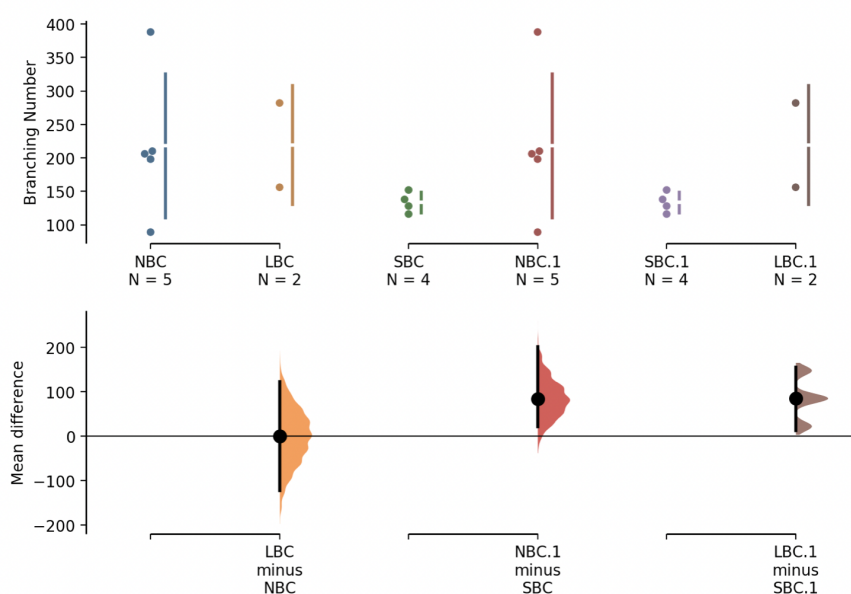 Branching Number
400
350
300
250
200
150
100
NBC
N = 5
LBC
N = 2
SBC
N = 4
NBC.1
N = 5
SBC.1
N = 4
LBC.1
N = 2
Mean difference
200
100
0
−100
−200
LBC
minus
NBC
NBC.1
minus
SBC
LBC.1
minus
SBC.1